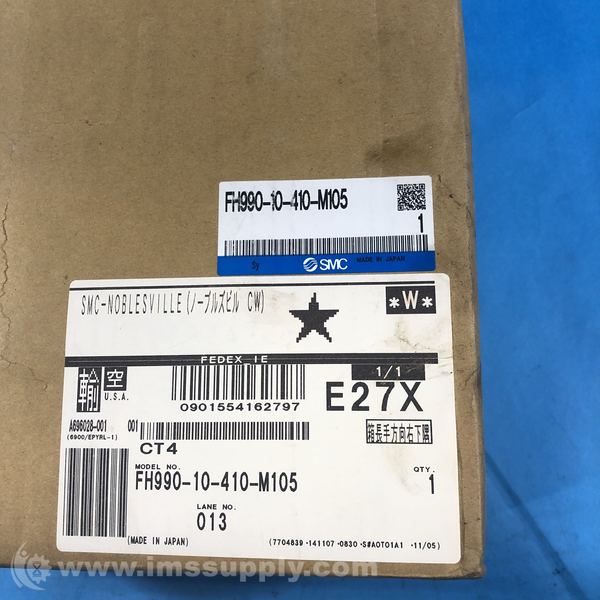 FH990-10-410-M105
1
Sy
SMC
MADE IN JAPAN
SMC-NOBLESVILLE(ノーブルズビル CW)
*W*
FEDEX_IE
1/1
輸 空
U.S.A.
0901554162797
E27X
A696028-001 001
(6900/EPYRL-1)
箱長手方向右下隅
CT4
MODEL NO.
QTY.
FH990-10-410-M105
1
LANE NO.
013
(MADE IN JAPAN)
(7704839 -141107 -0830 -S#A0T01A1 -11/05)
© www.imssupply.com